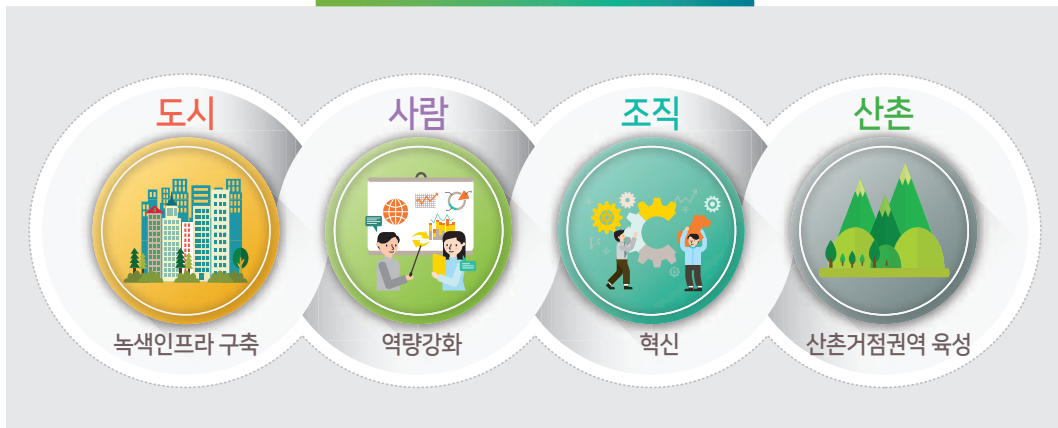 도시
사람
조직
산촌
녹색인프라 구축
역량강화
혁신
산촌거점권역 육성